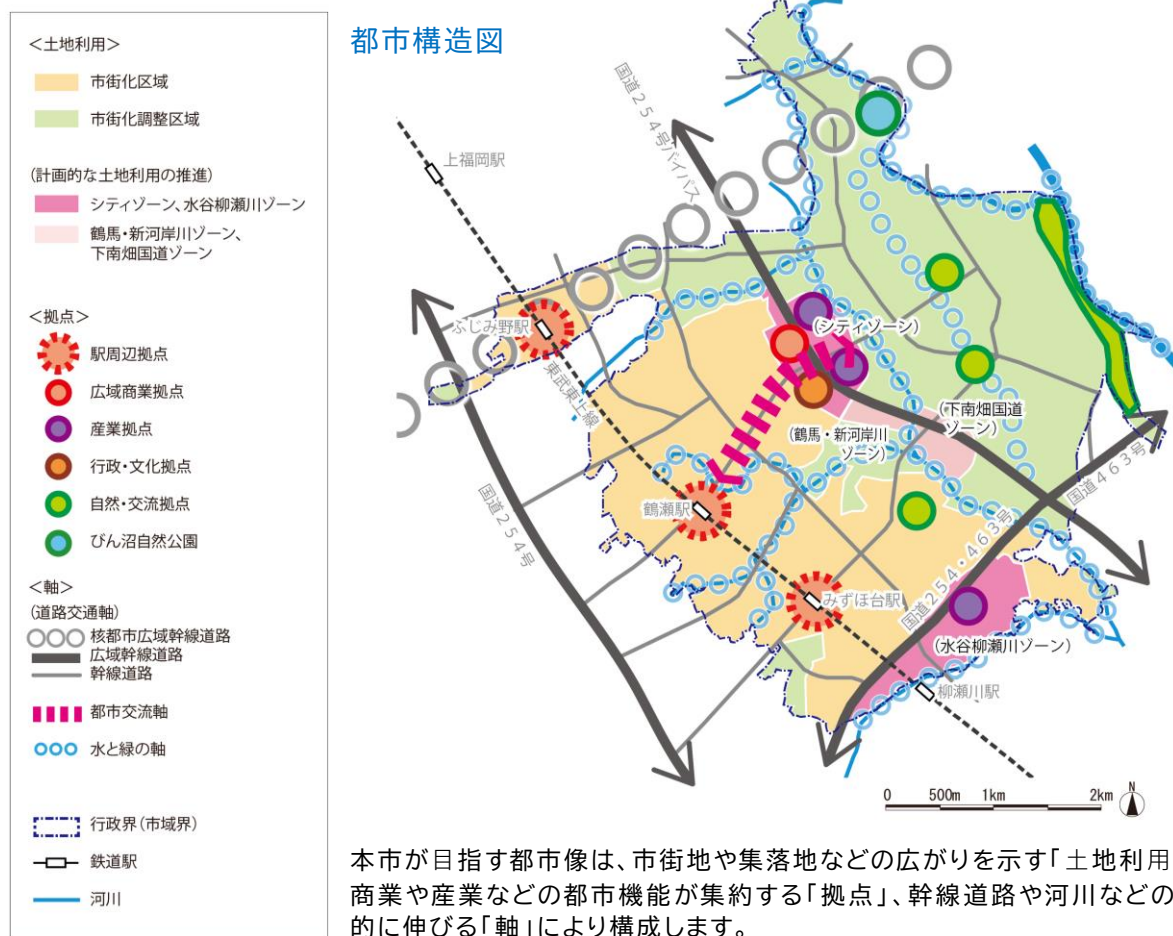 <土地利用>
市街化区域
市街化調整区域
(計画的な土地利用の推進)
シティゾーン、水谷柳瀬川ゾーン
鶴馬・新河岸川ゾーン、
下南畑国道ゾーン
<拠点>
駅周辺拠点
広域商業拠点
産業拠点
行政・文化拠点
自然・交流拠点
びん沼自然公園
<軸>
(道路交通軸)
核都市広域幹線道路
広域幹線道路
幹線道路
都市交流軸
水と緑の軸
行政界(市域界)
鉄道駅
河川
都市構造図
国道254号バイパス
上福岡駅
ふじみ野駅
東武東上線
(シティゾーン)
(下南畑国道
ゾーン)
(鶴馬・新河岸川
ゾーン)
国道463号
鶴瀬駅
国道254号
国道254・463号
みずほ台駅
(水谷柳瀬川ゾーン)
柳瀬川駅
0 500m 1km 2km
N
本市が目指す都市像は、市街地や集落地などの広がりを示す「土地利用
商業や産業などの都市機能が集約する「拠点」、幹線道路や河川などの
的に伸びる「軸」により構成します。